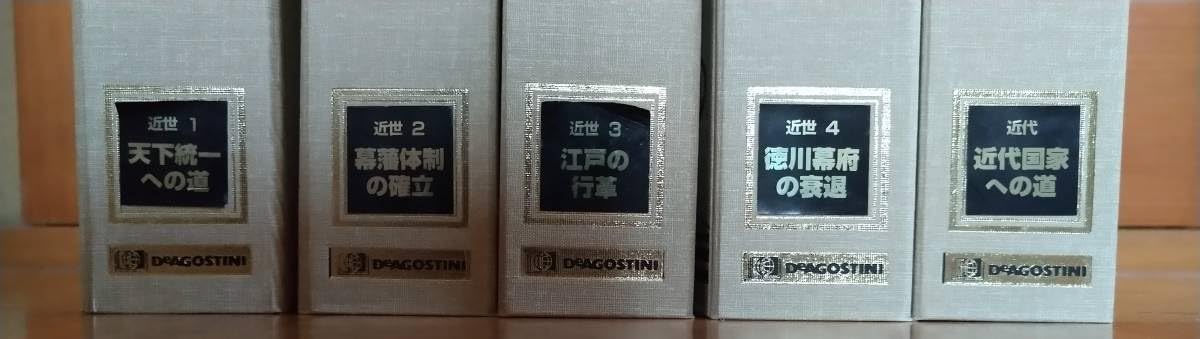 近世 1
天下統一
への道
DeAGOSTINI
近世 2
幕藩体制
の確立
DeAGOSTINI
近世 3
江戸の
行革
DeAGOSTINI
近世 4
徳川幕府
の衰退
DeAGOSTINI
近代
近代国家
への道
DeAGOSTINI